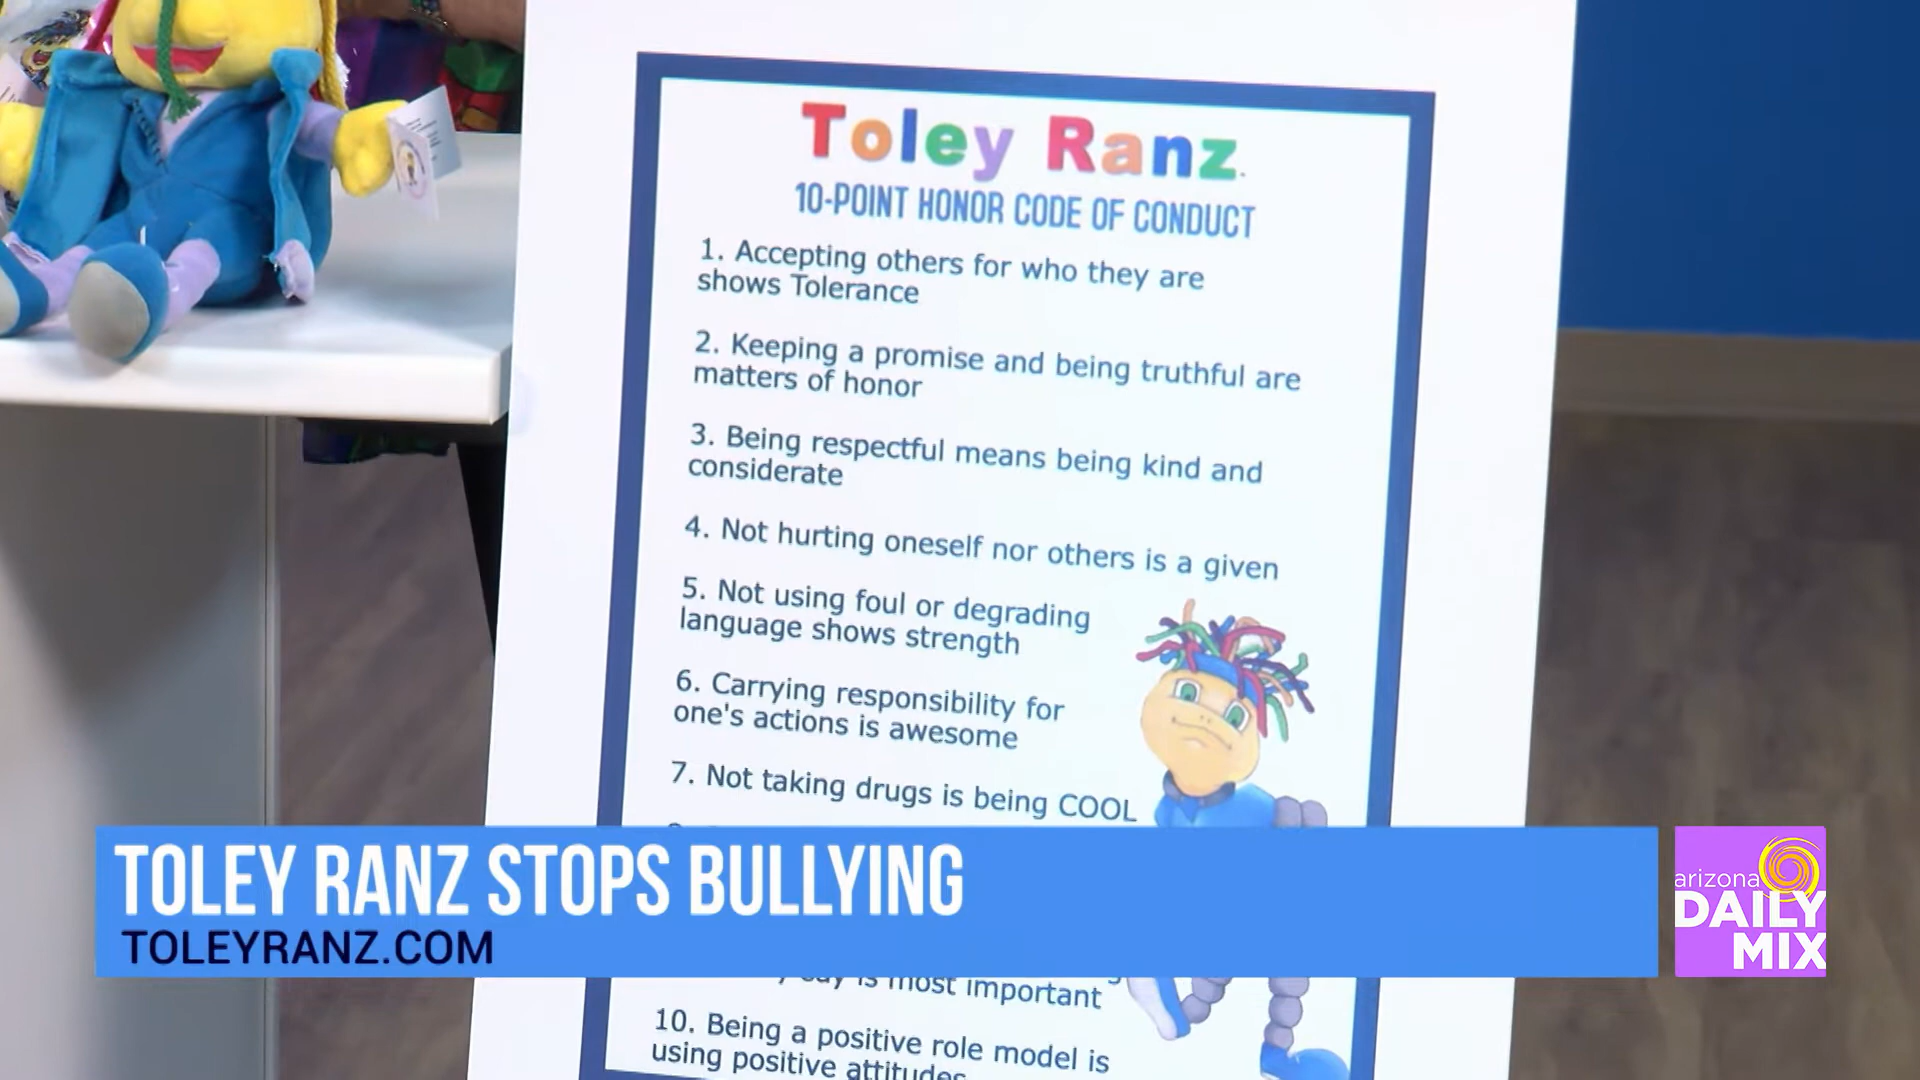 Toley Ranz
10-POINT HONOR CODE OF CONDUCT
1. Accepting others for who they are
shows Tolerance
2. Keeping a promise and being truthful are
matters of honor
3. Being respectful means being kind and
considerate
4. Not hurting oneself nor others is a given
5. Not using foul or degrading
language shows strength
6. Carrying responsibility for
one's actions is awesome
7. Not taking drugs is being COOL
is most important
10. Being a positive role model is
using positive attitudes
TOLEY RANZ STOPS BULLYING
TOLEYRANZ.COM
arizona
DAILY
MIX